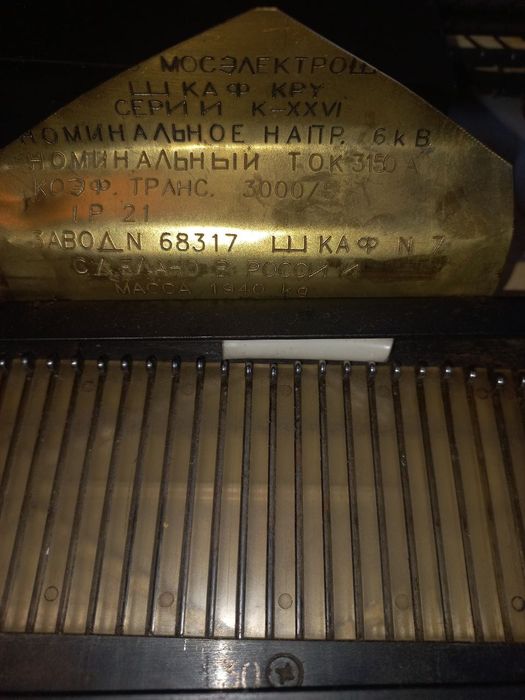 МОСЭЛЕКТРОЩ
ШКАФ КРУ
СЕРИИ К-XXVI
НОМИНАЛЬНОЕ НАПР. 6kВ
НОМИНАЛЬНЫЙ ТОК 3150 А
КОЭФ. ТРАНС. 3000/5
IP 21
ЗАВОД N 68317 ШКАФ N 7
СДЕЛАНО В РОССИИ
МАССА 1940 kg